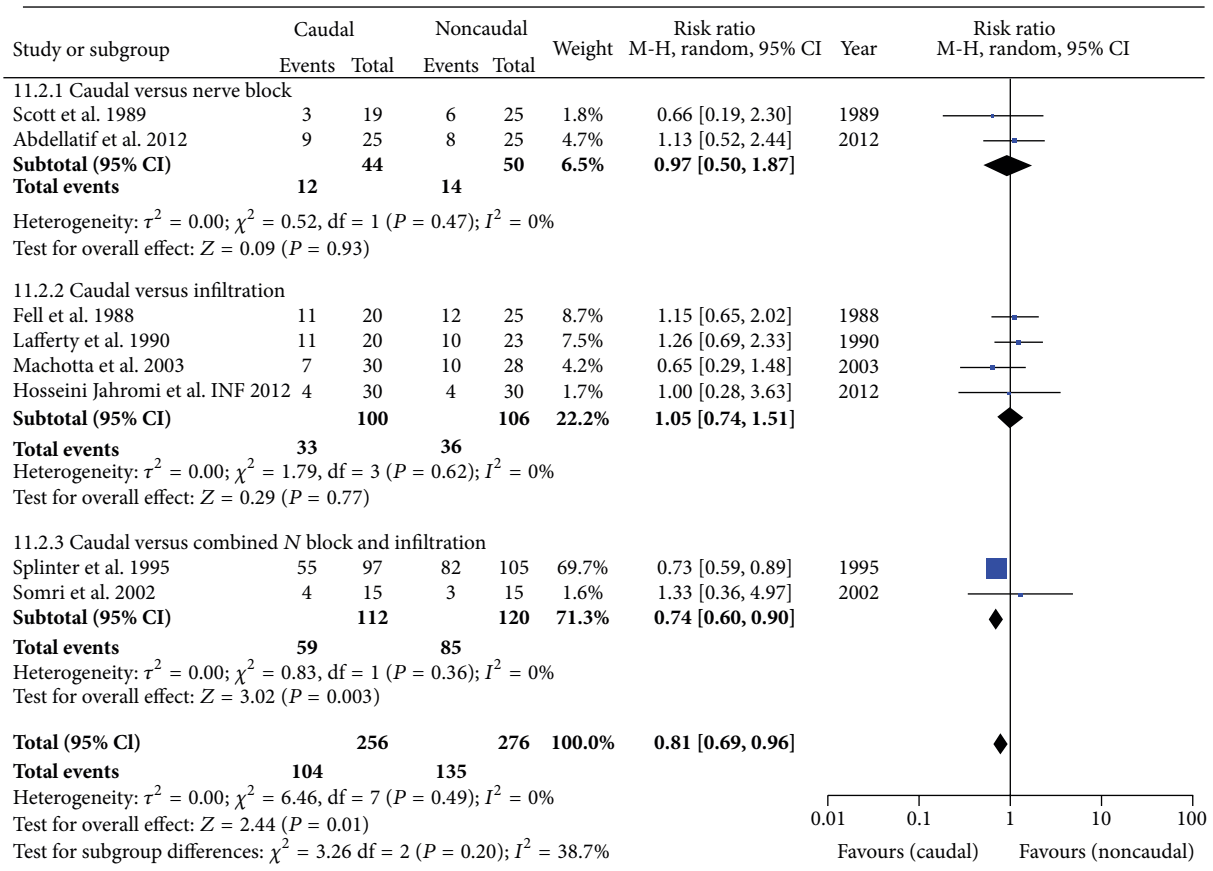 Study or subgroup Caudal Noncaudal Weight Risk ratio M-H, random, 95% CI Year Risk ratio M-H, random, 95% CI
Events Total Events Total
11.2.1 Caudal versus nerve block
Scott et al. 1989 3 19 6 25 1.8% 0.66 [0.19, 2.30] 1989
Abdellatif et al. 2012 9 25 8 25 4.7% 1.13 [0.52, 2.44] 2012
Subtotal (95% CI) 44 50 6.5% 0.97 [0.50, 1.87]
Total events 12 14
Heterogeneity: τ² = 0.00; χ² = 0.52, df = 1 (P = 0.47); I² = 0%
Test for overall effect: Z = 0.09 (P = 0.93)
11.2.2 Caudal versus infiltration
Fell et al. 1988 11 20 12 25 8.7% 1.15 [0.65, 2.02] 1988
Lafferty et al. 1990 11 20 10 23 7.5% 1.26 [0.69, 2.33] 1990
Machotta et al. 2003 7 30 10 28 4.2% 0.65 [0.29, 1.48] 2003
Hosseini Jahromi et al. INF 2012 4 30 4 30 1.7% 1.00 [0.28, 3.63] 2012
Subtotal (95% CI) 100 106 22.2% 1.05 [0.74, 1.51]
Total events 33 36
Heterogeneity: τ² = 0.00; χ² = 1.79, df = 3 (P = 0.62); I² = 0%
Test for overall effect: Z = 0.29 (P = 0.77)
11.2.3 Caudal versus combined N block and infiltration
Splinter et al. 1995 55 97 82 105 69.7% 0.73 [0.59, 0.89] 1995
Somri et al. 2002 4 15 3 15 1.6% 1.33 [0.36, 4.97] 2002
Subtotal (95% CI) 112 120 71.3% 0.74 [0.60, 0.90]
Total events 59 85
Heterogeneity: τ² = 0.00; χ² = 0.83, df = 1 (P = 0.36); I² = 0%
Test for overall effect: Z = 3.02 (P = 0.003)
Total (95% Cl) 256 276 100.0% 0.81 [0.69, 0.96]
Total events 104 135
Heterogeneity: τ² = 0.00; χ² = 6.46, df = 7 (P = 0.49); I² = 0%
Test for overall effect: Z = 2.44 (P = 0.01)
Test for subgroup differences: χ² = 3.26 df = 2 (P = 0.20); I² = 38.7%
0.01 0.1 1 10 100
Favours (caudal) Favours (noncaudal)